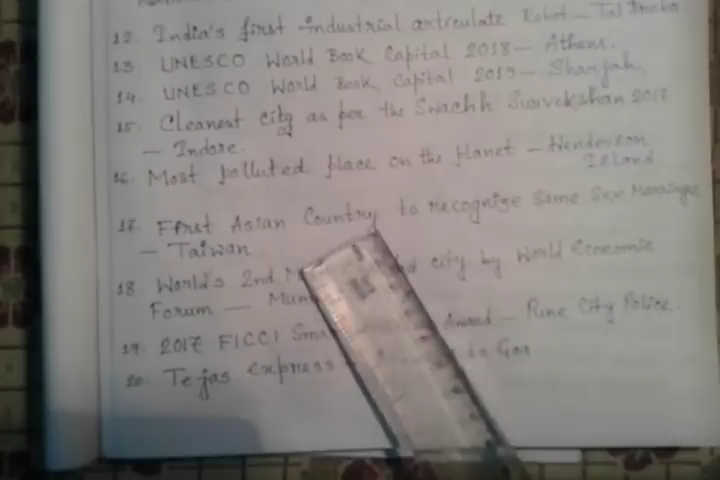 12. India's first industrial articulate Robot — Tal
13. UNESCO World Book Capital 2018 — Athens.
14. UNESCO World Book Capital 2019 — Sharjah.
15. Cleanest city as per the Swachh Survekshan 2017
— Indore.
16. Most polluted place on the planet — Henderson
Island.
17. First Asian Country to recognize Same Sex Marriage
— Taiwan
18. World's 2nd city by World Economic
Forum —
19. 2017 FICCI Award — Pune City Police.
20. Tejas Express to Goa